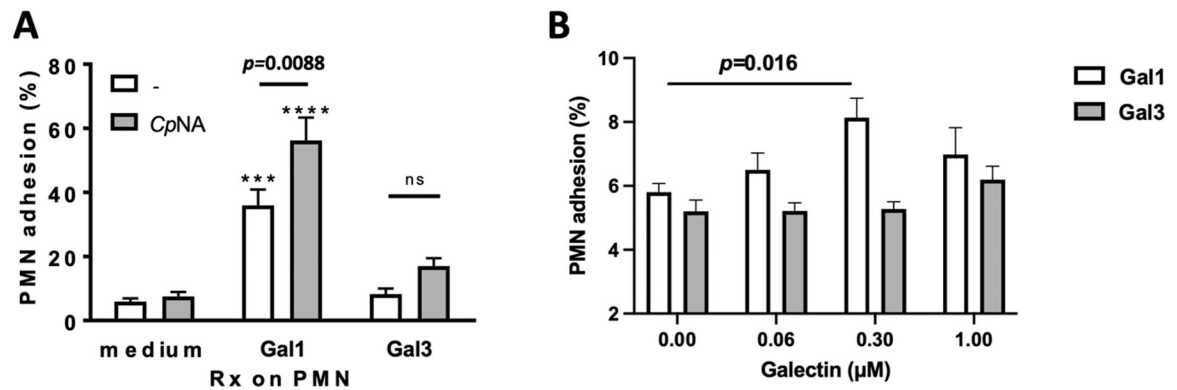 A
PMN adhesion (%)
80
60
40
20
0
-
CpNA
p=0.0088
***
****
ns
medium
Gal1
Gal3
Rx on PMN
B
PMN adhesion (%)
10
8
6
4
2
p=0.016
0.00
0.06
0.30
1.00
Galectin (µM)
Gal1
Gal3